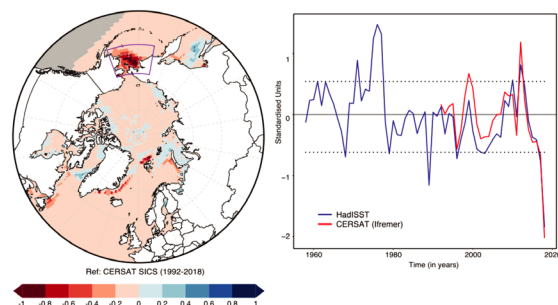 Ref: CERSAT SICS (1992-2018)
-1 -0.8 -0.6 -0.4 -0.2 0 0.2 0.4 0.6 0.8 1
Standardised Units
1
0
-1
-2
HadISST
CERSAT (Ifremer)
1960 1980 2000 2020
Time (in years)